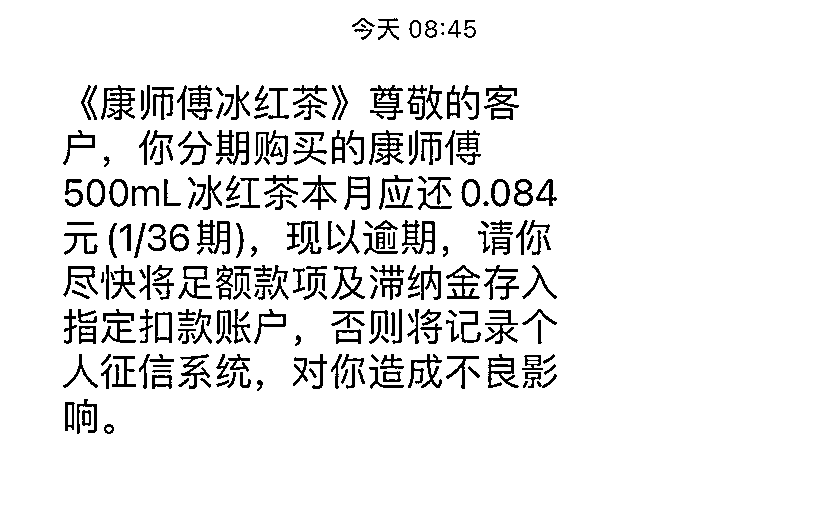 今天 08:45
《康师傅冰红茶》尊敬的客
户，你分期购买的康师傅
500mL冰红茶本月应还0.084
元(1/36期)，现以逾期，请你
尽快将足额款项及滞纳金存入
指定扣款账户，否则将记录个
人征信系统，对你造成不良影
响。